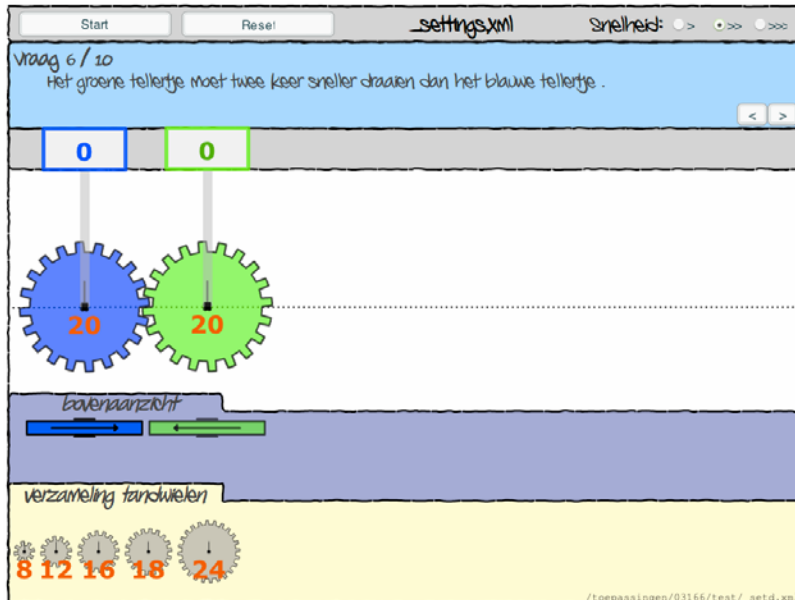 Start Reset settings.xml Snelheid: > >> >>>
Vraag 6 / 10
Het groene tellertje moet twee keer sneller draaien dan het blauwe tellertje .
< >
0 0
20 20
bovenaanzicht
verzameling tandwielen
8 12 16 18 24
/toepassingen/03166/test/_setd.xm